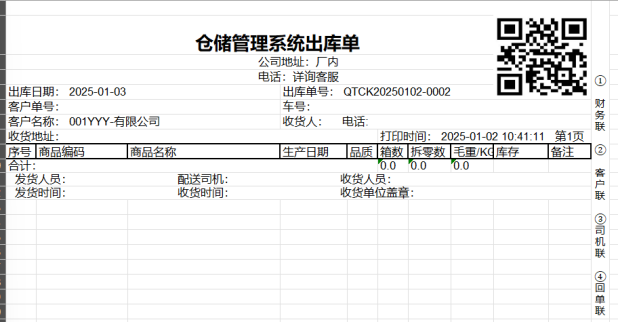 仓储管理系统出库单
公司地址：厂内
电话：详询客服
出库日期： 2025-01-03 出库单号： QTCK20250102-0002
客户单号： 车号：
客户名称： 001YYY-有限公司 收货人： 电话：
收货地址： 打印时间： 2025-01-02 10:41:11 第1页
序号 商品编码 商品名称 生产日期 品质 箱数 拆零数 毛重/KG 库存 备注
合计： 0.0 0.0 0.0
发货人员： 配送司机： 收货人员：
发货时间： 收货时间： 收货单位盖章：
① 财务联
② 客户联
③司机联
④回单联